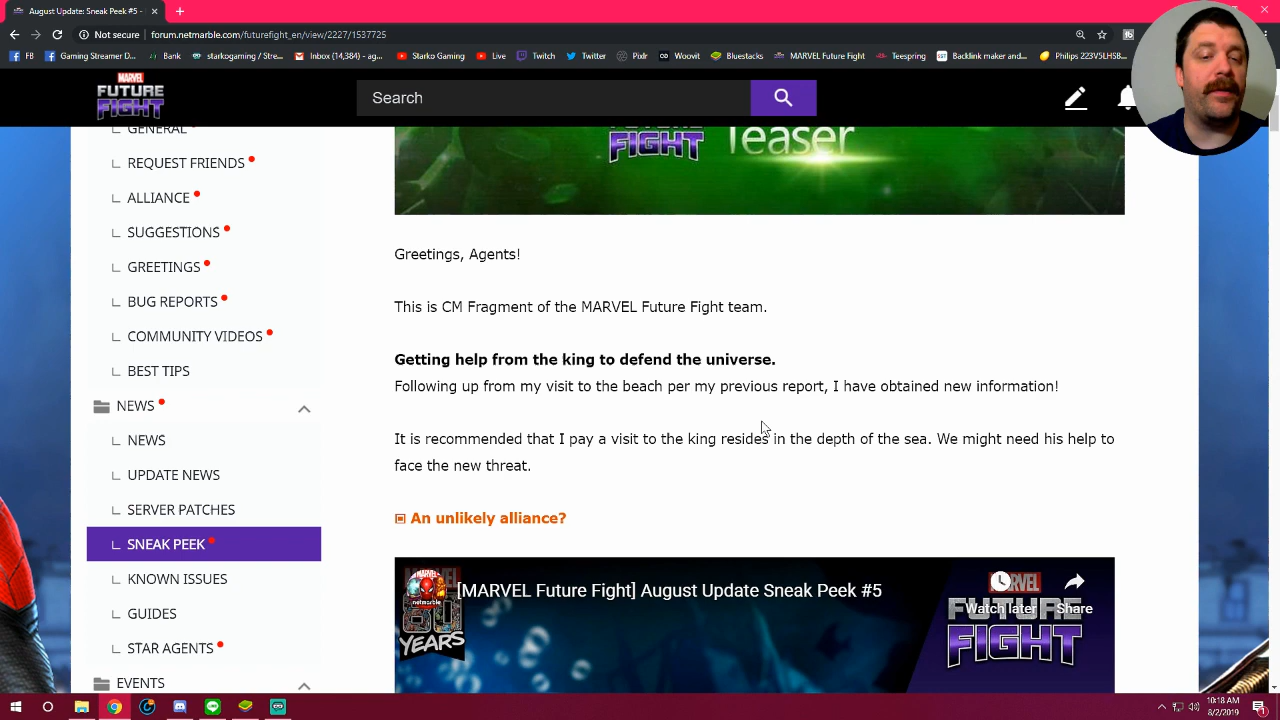 August Update: Sneak Peek #5 -
Not secure | forum.netmarble.com/futurefight_en/view/2227/1537725
FB
Gaming Streamer D...
Bank
starkogaming / Stre...
Inbox (14,384) - ag...
Starko Gaming
Live
Twitch
Twitter
Pixlr
Woovit
Bluestacks
MARVEL Future Fight
Teespring
Backlink maker and...
Philips 223V5LHSB...
MARVEL
FUTURE
FIGHT
Search
GENERAL
REQUEST FRIENDS
ALLIANCE
SUGGESTIONS
GREETINGS
BUG REPORTS
COMMUNITY VIDEOS
BEST TIPS
NEWS
NEWS
UPDATE NEWS
SERVER PATCHES
SNEAK PEEK
KNOWN ISSUES
GUIDES
STAR AGENTS
EVENTS
FIGHT Teaser
Greetings, Agents!
This is CM Fragment of the MARVEL Future Fight team.
Getting help from the king to defend the universe.
Following up from my visit to the beach per my previous report, I have obtained new information!
It is recommended that I pay a visit to the king resides in the depth of the sea. We might need his help to
face the new threat.
An unlikely alliance?
netmarble
80
YEARS
[MARVEL Future Fight] August Update Sneak Peek #5
Watch later
Share
MARVEL
FUTURE
FIGHT
10:18 AM
8/2/2019